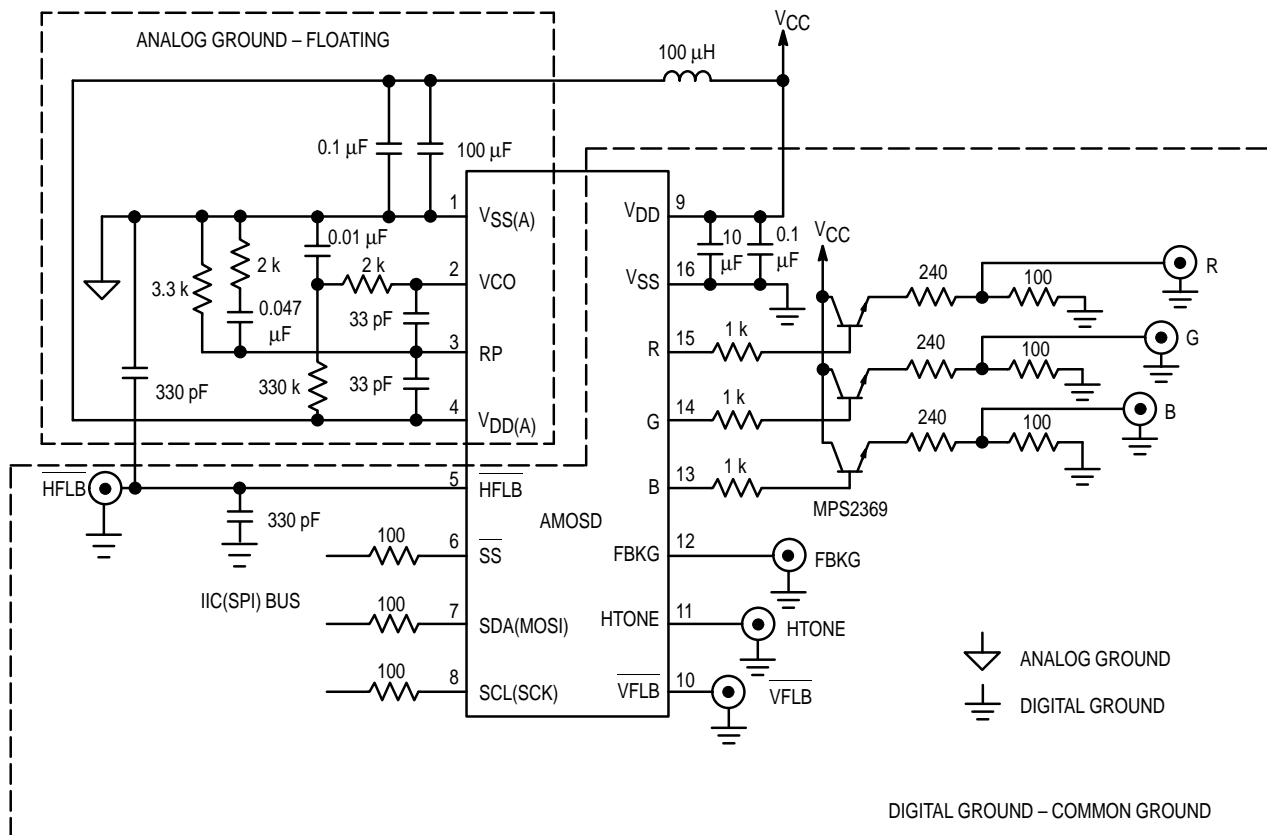 ANALOG GROUND – FLOATING
VCC
100 µH
0.1 µF
100 µF
1
VSS(A)
VDD
9
0.01 µF
10
µF
0.1
µF
VCC
2 k
2 k
2
VCO
VSS
16
240
100
R
3.3 k
0.047
µF
33 pF
3
RP
R
15
1 k
240
100
G
330 pF
330 k
33 pF
4
VDD(A)
G
14
1 k
240
100
B
HFLB
5
HFLB
B
13
1 k
MPS2369
330 pF
AMOSD
100
6
SS
FBKG
12
FBKG
IIC(SPI) BUS
100
7
SDA(MOSI)
HTONE
11
HTONE
ANALOG GROUND
100
8
SCL(SCK)
VFLB
10
VFLB
DIGITAL GROUND
DIGITAL GROUND – COMMON GROUND